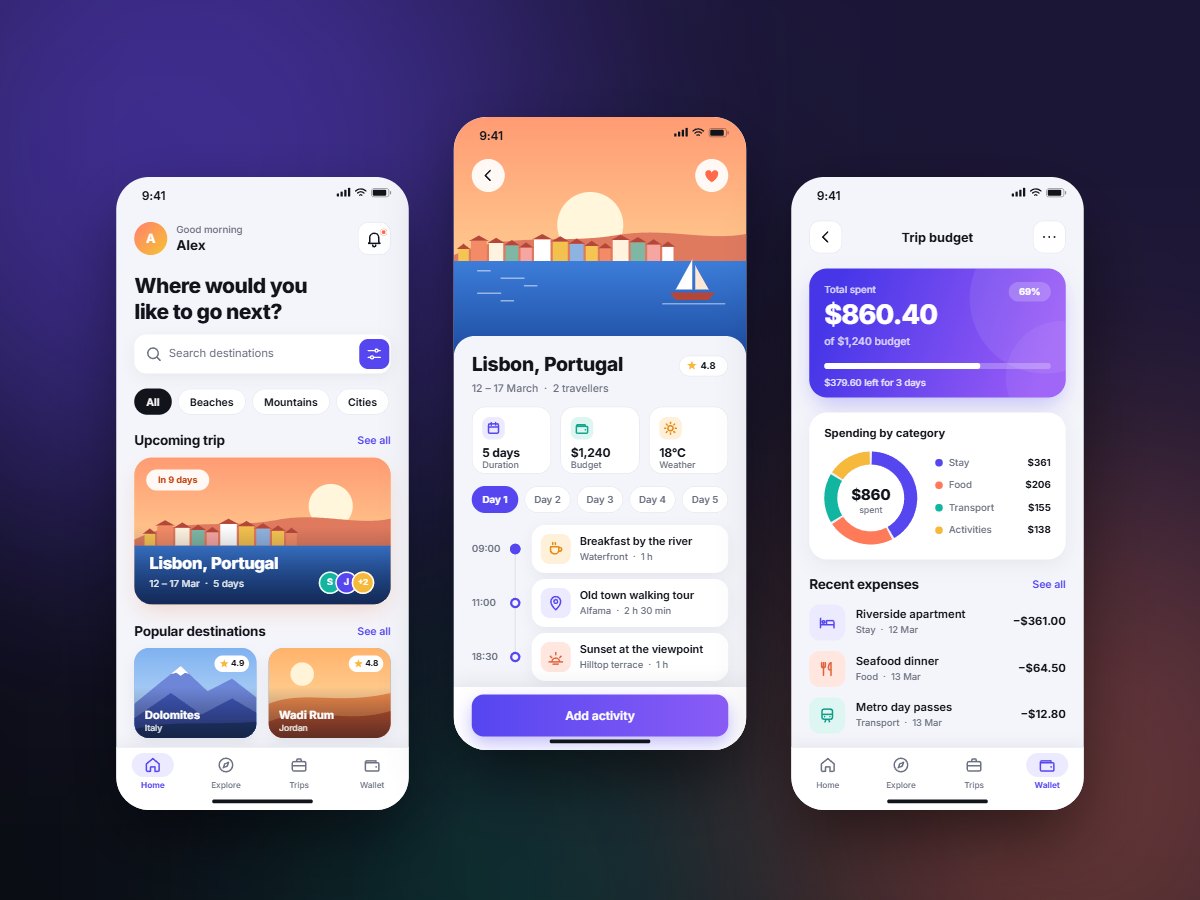 9:41
A
Good morning
Alex
Where would you
like to go next?
Search destinations
All
Beaches
Mountains
Cities
Upcoming trip
See all
In 9 days
Lisbon, Portugal
12 – 17 Mar · 5 days
S
J
+2
Popular destinations
See all
4.9
Dolomites
Italy
4.8
Wadi Rum
Jordan
Home
Explore
Trips
Wallet
9:41
Lisbon, Portugal
4.8
12 – 17 March · 2 travellers
5 days
Duration
$1,240
Budget
18°C
Weather
Day 1
Day 2
Day 3
Day 4
Day 5
09:00
Breakfast by the river
Waterfront · 1 h
11:00
Old town walking tour
Alfama · 2 h 30 min
18:30
Sunset at the viewpoint
Hilltop terrace · 1 h
Add activity
9:41
Trip budget
Total spent
69%
$860.40
of $1,240 budget
$379.60 left for 3 days
Spending by category
$860
spent
Stay $361
Food $206
Transport $155
Activities $138
Recent expenses
See all
Riverside apartment
Stay · 12 Mar
−$361.00
Seafood dinner
Food · 13 Mar
−$64.50
Metro day passes
Transport · 13 Mar
−$12.80
Home
Explore
Trips
Wallet